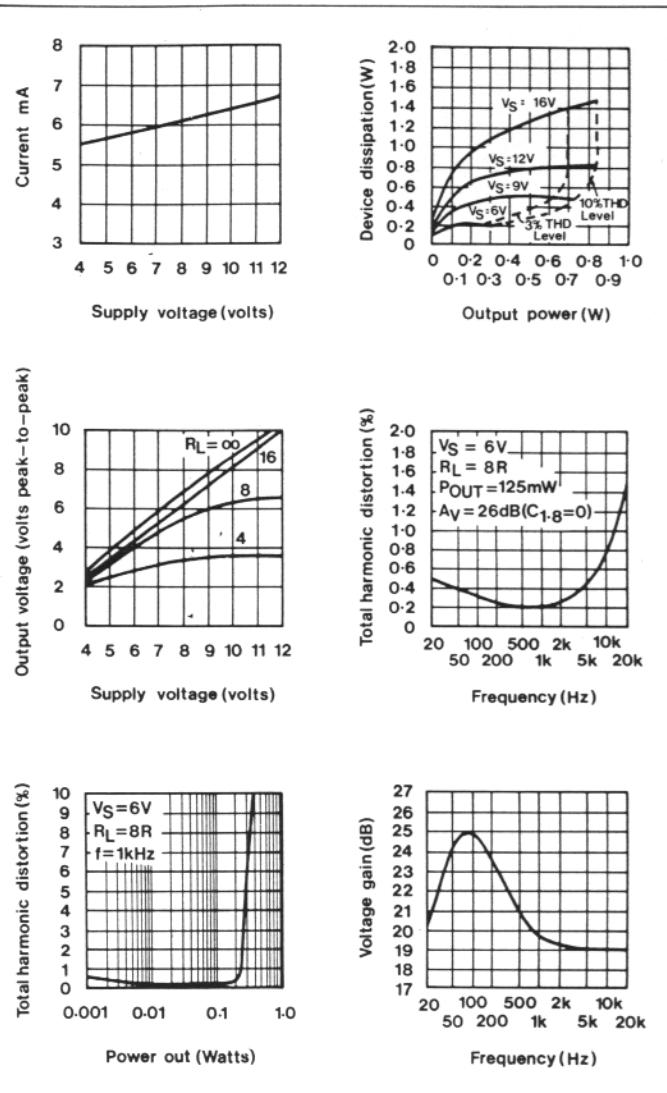 8
7
6
5
4
3
Current mA
4 5 6 7 8 9 10 11 12
Supply voltage (volts)
2·0
1·8
1·6
1·4
1·2
1·0
0·8
0·6
0·4
0·2
0
Device dissipation (W)
VS = 16V
VS = 12V
VS = 9V
VS = 6V
10% THD
Level
3% THD
Level
0 0·2 0·4 0·6 0·8 1·0
0·1 0·3 0·5 0·7 0·9
Output power (W)
10
8
6
4
2
0
Output voltage (volts peak-to-peak)
RL = ∞
16
8
4
4 5 6 7 8 9 10 11 12
Supply voltage (volts)
2·0
1·8
1·6
1·4
1·2
1·0
0·8
0·6
0·4
0·2
0
Total harmonic distortion (%)
VS = 6V
RL = 8R
POUT = 125mW
AV = 26dB (C1·8=0)
20 100 500 2k 10k
50 200 1k 5k 20k
Frequency (Hz)
10
9
8
7
6
5
4
3
2
1
0
Total harmonic distortion (%)
VS = 6V
RL = 8R
f = 1kHz
0.001 0.01 0.1 1·0
Power out (Watts)
27
26
25
24
23
22
21
20
19
18
17
Voltage gain (dB)
20 100 500 2k 10k
50 200 1k 5k 20k
Frequency (Hz)